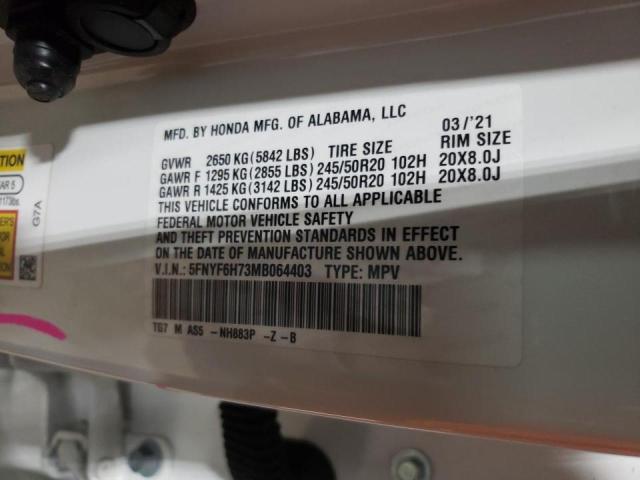 MFD. BY HONDA MFG. OF ALABAMA, LLC 03/'21
GVWR 2650 KG(5842 LBS) TIRE SIZE RIM SIZE
GAWR F 1295 KG(2855 LBS) 245/50R20 102H 20X8.0J
GAWR R 1425 KG(3142 LBS) 245/50R20 102H 20X8.0J
THIS VEHICLE CONFORMS TO ALL APPLICABLE
FEDERAL MOTOR VEHICLE SAFETY
AND THEFT PREVENTION STANDARDS IN EFFECT
ON THE DATE OF MANUFACTURE SHOWN ABOVE.
V.I.N.: 5FNYF6H73MB064403 TYPE: MPV
TG7 M AS5 -NH883P -Z -B
G7A